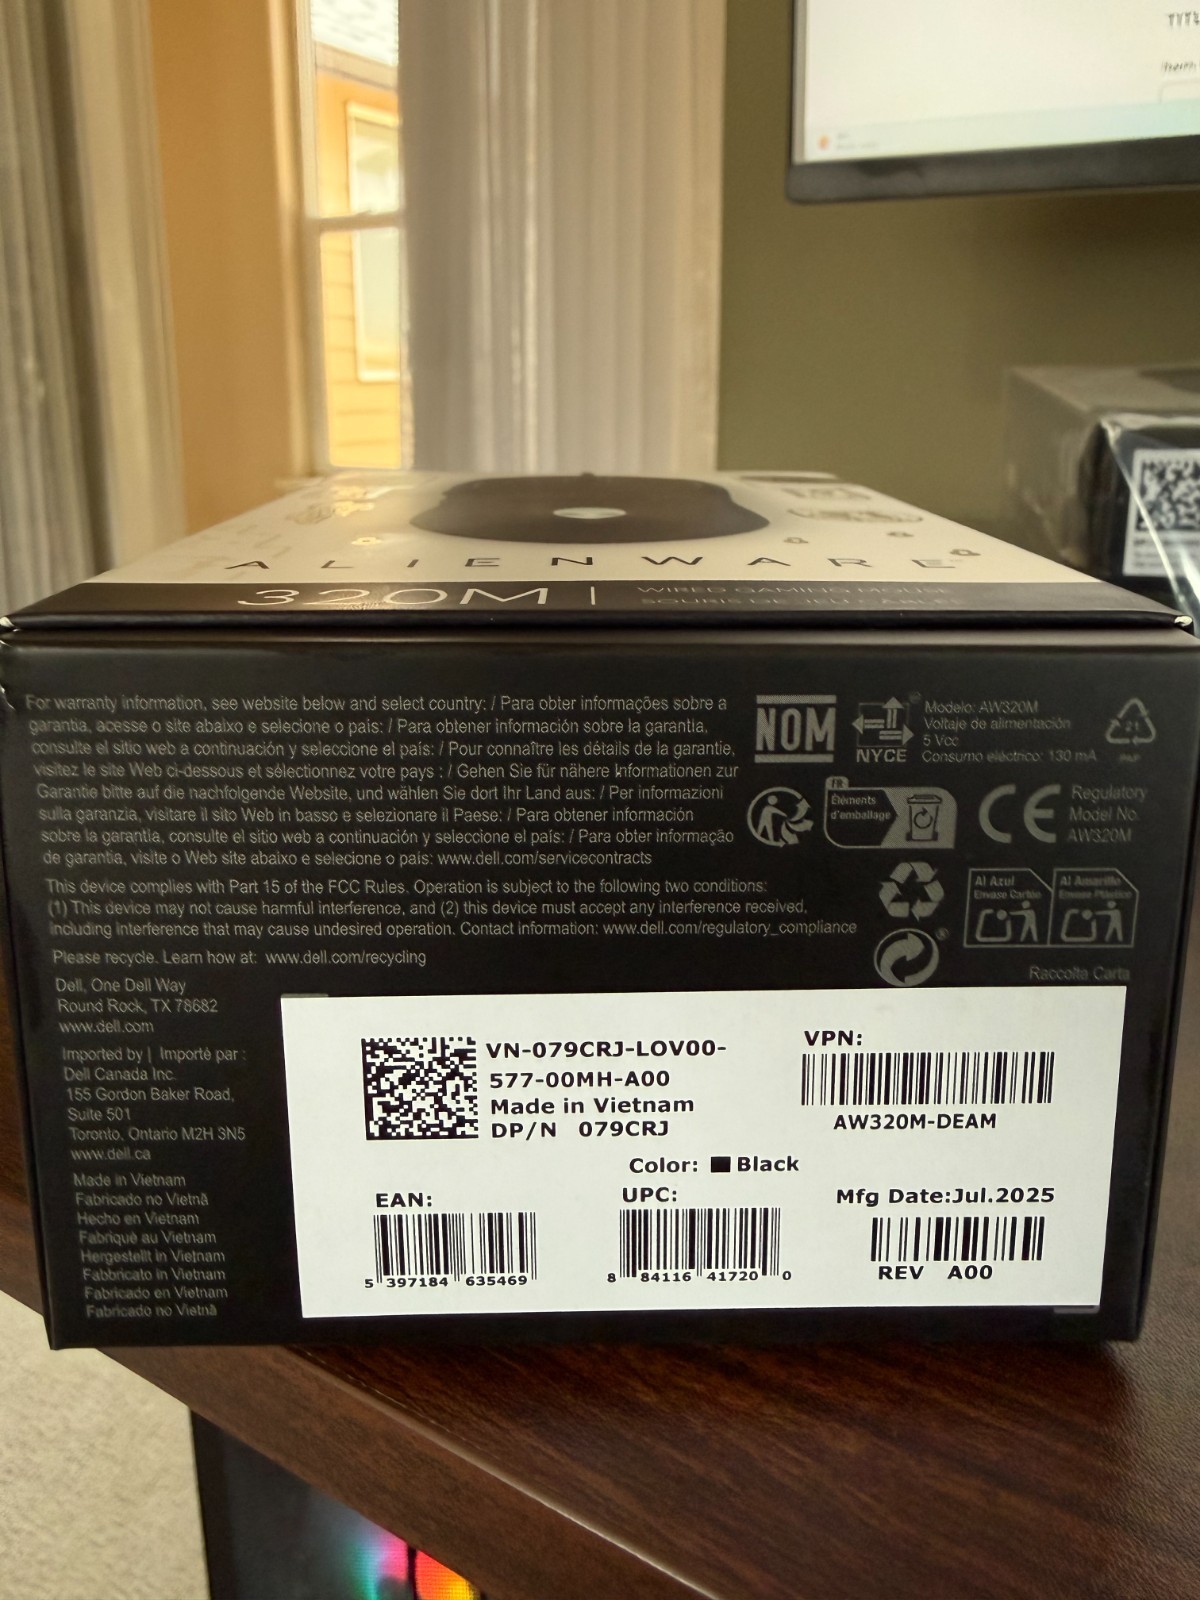 ALIENWARE
320M | WIRED GAMING MOUSE
SOURIS DE JEU CÂBLÉE
For warranty information, see website below and select country: / Para obter informações sobre a
garantia, acesse o site abaixo e selecione o país: / Para obtener información sobre la garantía,
consulte el sitio web a continuación y seleccione el país: / Pour connaître les détails de la garantie,
visitez le site Web ci-dessous et sélectionnez votre pays : / Gehen Sie für nähere Informationen zur
Garantie bitte auf die nachfolgende Website, und wählen Sie dort Ihr Land aus: / Per informazioni
sulla garanzia, visitare il sito Web in basso e selezionare il Paese: / Para obtener información
sobre la garantía, consulte el sitio web a continuación y seleccione el país: / Para obter informação
de garantia, visite o Web site abaixo e selecione o país: www.dell.com/servicecontracts
This device complies with Part 15 of the FCC Rules. Operation is subject to the following two conditions:
(1) This device may not cause harmful interference, and (2) this device must accept any interference received,
including interference that may cause undesired operation. Contact information: www.dell.com/regulatory_compliance
Please recycle. Learn how at: www.dell.com/recycling
Dell, One Dell Way
Round Rock, TX 78682
www.dell.com
Imported by | Importé par :
Dell Canada Inc.
155 Gordon Baker Road,
Suite 501
Toronto, Ontario M2H 3N5
www.dell.ca
Made in Vietnam
Fabricado no Vietnã
Hecho en Vietnam
Fabriqué au Vietnam
Hergestellt in Vietnam
Fabbricato in Vietnam
Fabricado en Vietnam
Fabricado no Vietnã
NOM
NYCE
Modelo: AW320M
Voltaje de alimentación
5 Vcc
Consumo eléctrico: 130 mA
21
PAP
FR
Éléments
d'emballage
CE
Regulatory
Model No.
AW320M
Al Azul
Envase Cartón
Al Amarillo
Envase Plástico
Raccolta Carta
VN-079CRJ-LOV00-
577-00MH-A00
Made in Vietnam
DP/N 079CRJ
VPN:
AW320M-DEAM
Color: Black
EAN:
5 397184 635469
UPC:
8 84116 41720 0
Mfg Date:Jul.2025
REV A00